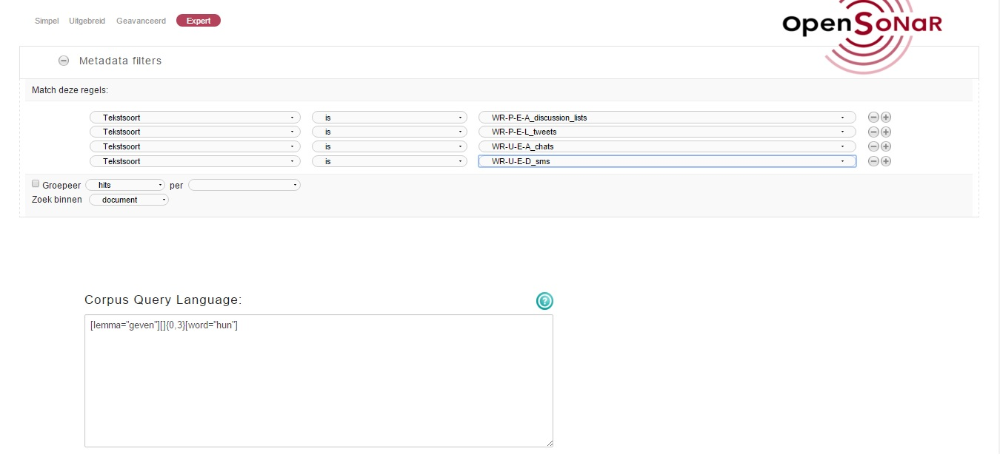 Simpel Uitgebreid Geavanceerd Expert
OpenSoNaR
Metadata filters
Match deze regels:
Tekstsoort is WR-P-E-A_discussion_lists
Tekstsoort is WR-P-E-L_tweets
Tekstsoort is WR-U-E-A_chats
Tekstsoort is WR-U-E-D_sms
Groepeer hits per
Zoek binnen document
Corpus Query Language:
?
[lemma="geven"][]{0,3}[word="hun"]